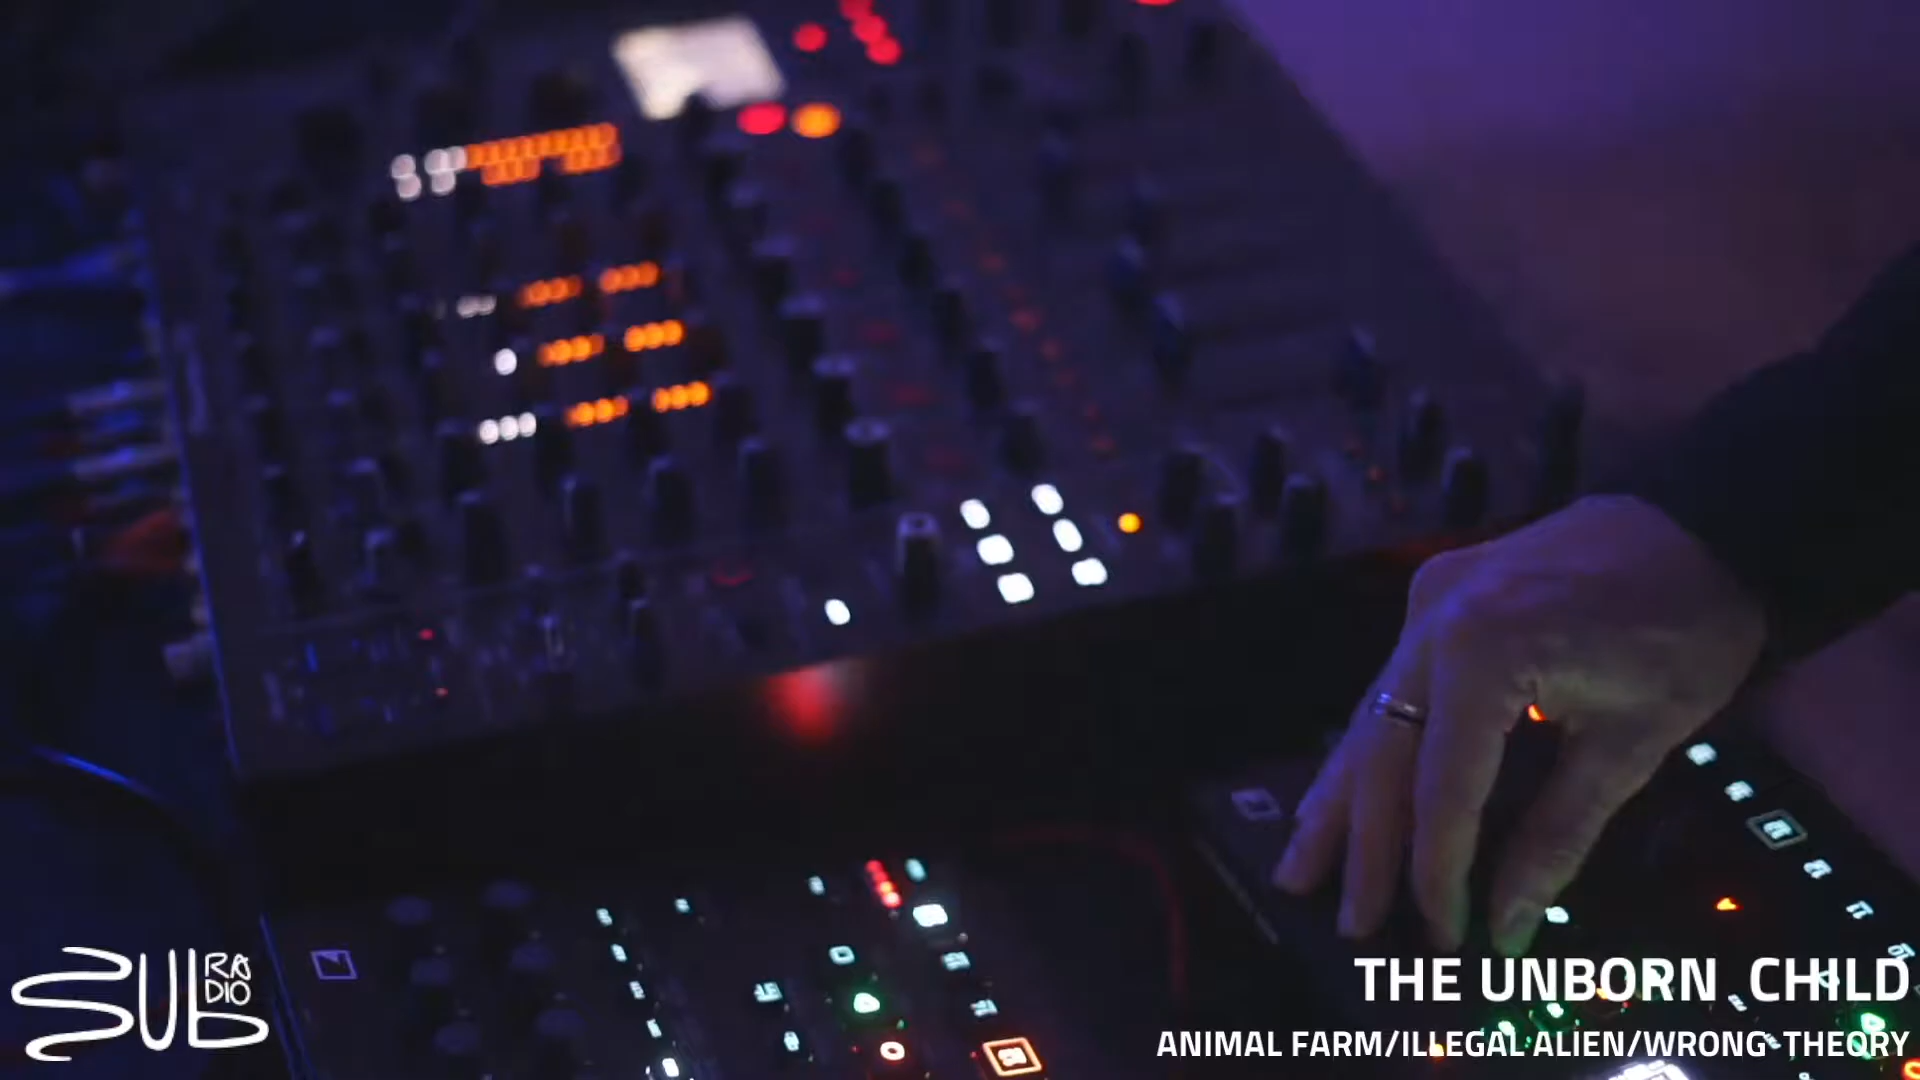 SUB
RADIO
THE UNBORN CHILD
ANIMAL FARM/ILLEGAL ALIEN/WRONG THEORY